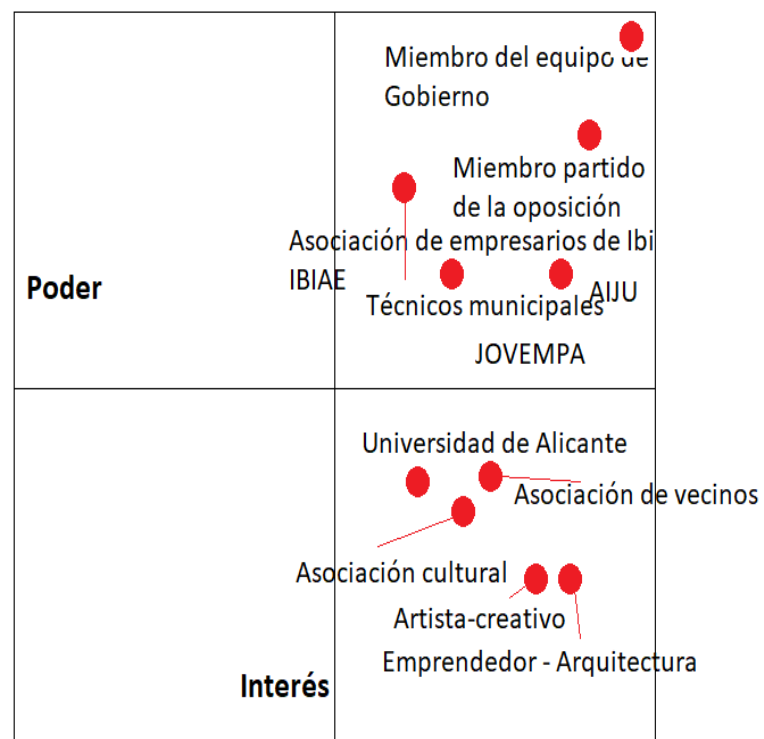 Miembro del equipo de
Gobierno
Miembro partido
de la oposición
Asociación de empresarios de Ibi
IBIAE
Poder
AIJU
Técnicos municipales
JOVEMPA
Universidad de Alicante
Asociación de vecinos
Asociación cultural
Artista-creativo
Emprendedor - Arquitectura
Interés